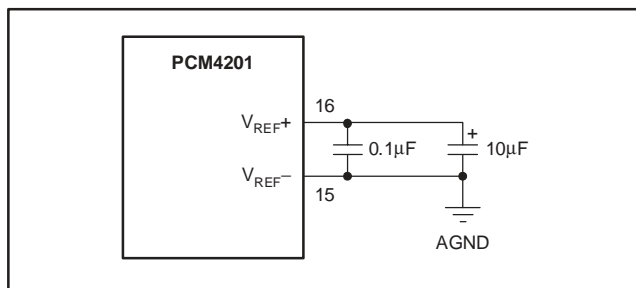 PCM4201
16
VREF+
+
0.1µF
10µF
VREF−
15
AGND